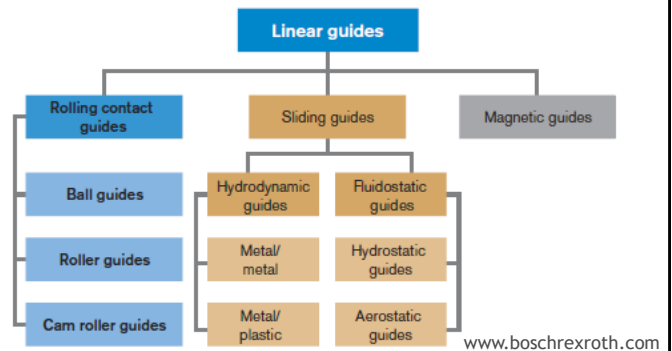 Linear guides
Rolling contact
guides
Sliding guides
Magnetic guides
Ball guides
Hydrodynamic
guides
Fluidostatic
guides
Roller guides
Metal/
metal
Hydrostatic
guides
Cam roller guides
Metal/
plastic
Aerostatic
guides
www.boschrexroth.com